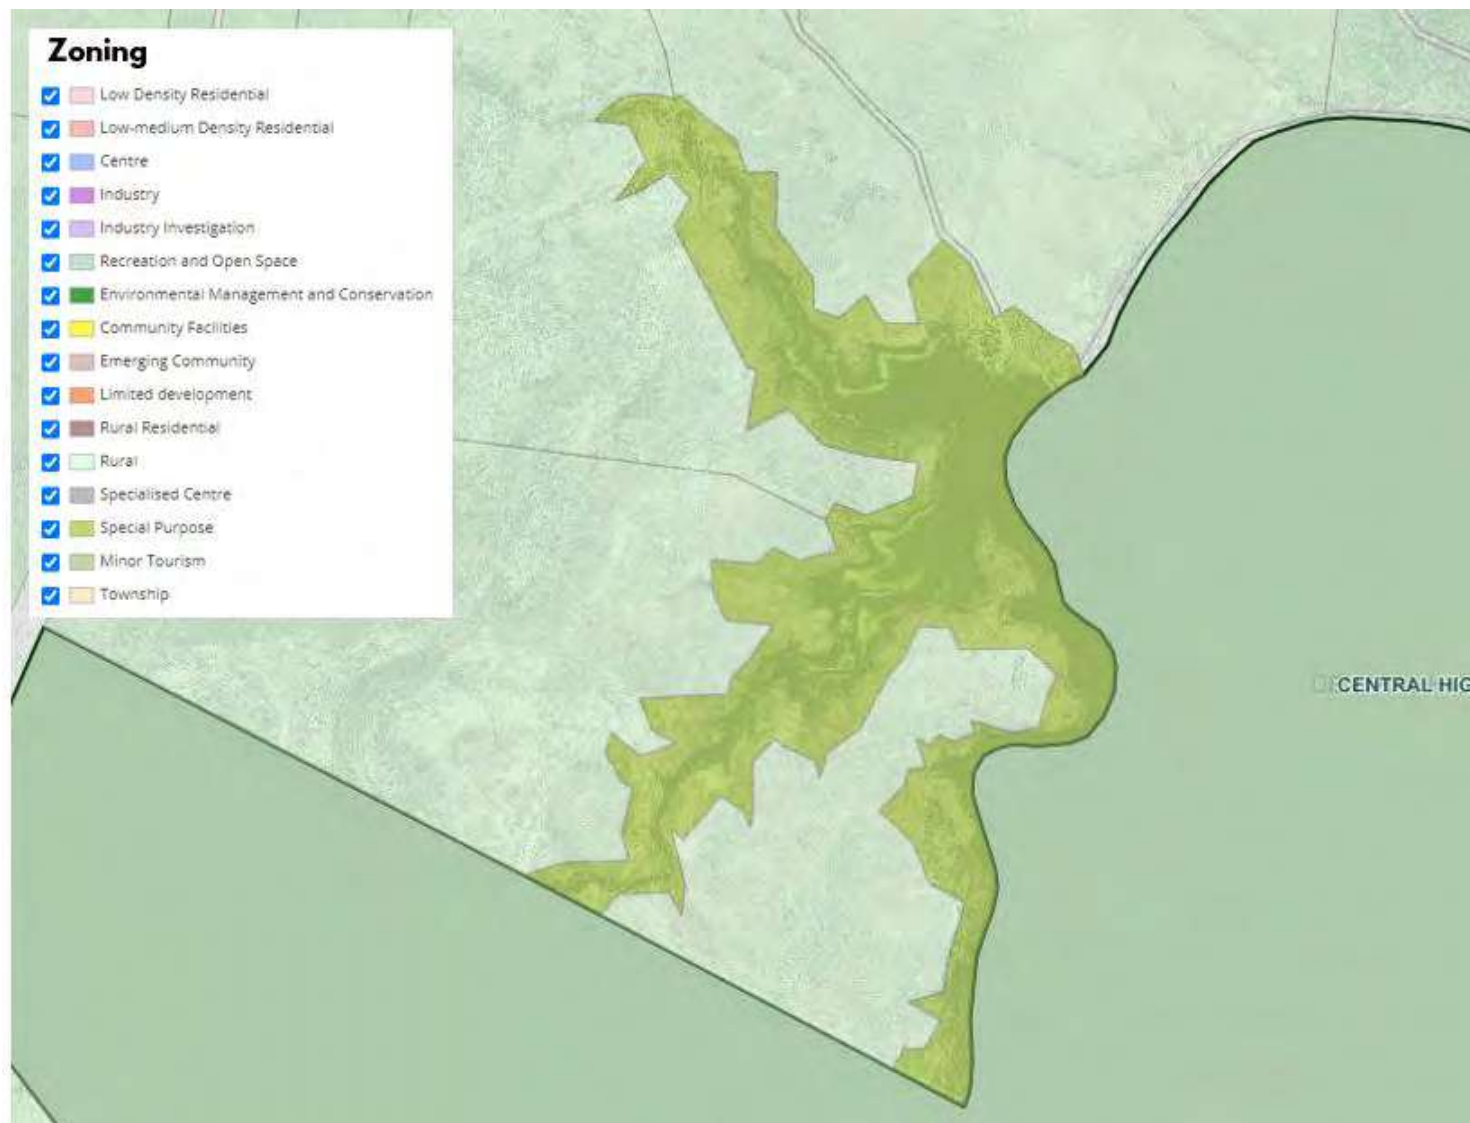 Zoning
Low Density Residential
Low-medium Density Residential
Centre
Industry
Industry Investigation
Recreation and Open Space
Environmental Management and Conservation
Community Facilities
Emerging Community
Limited development
Rural Residential
Rural
Specialised Centre
Special Purpose
Minor Tourism
Township
CENTRAL HIG